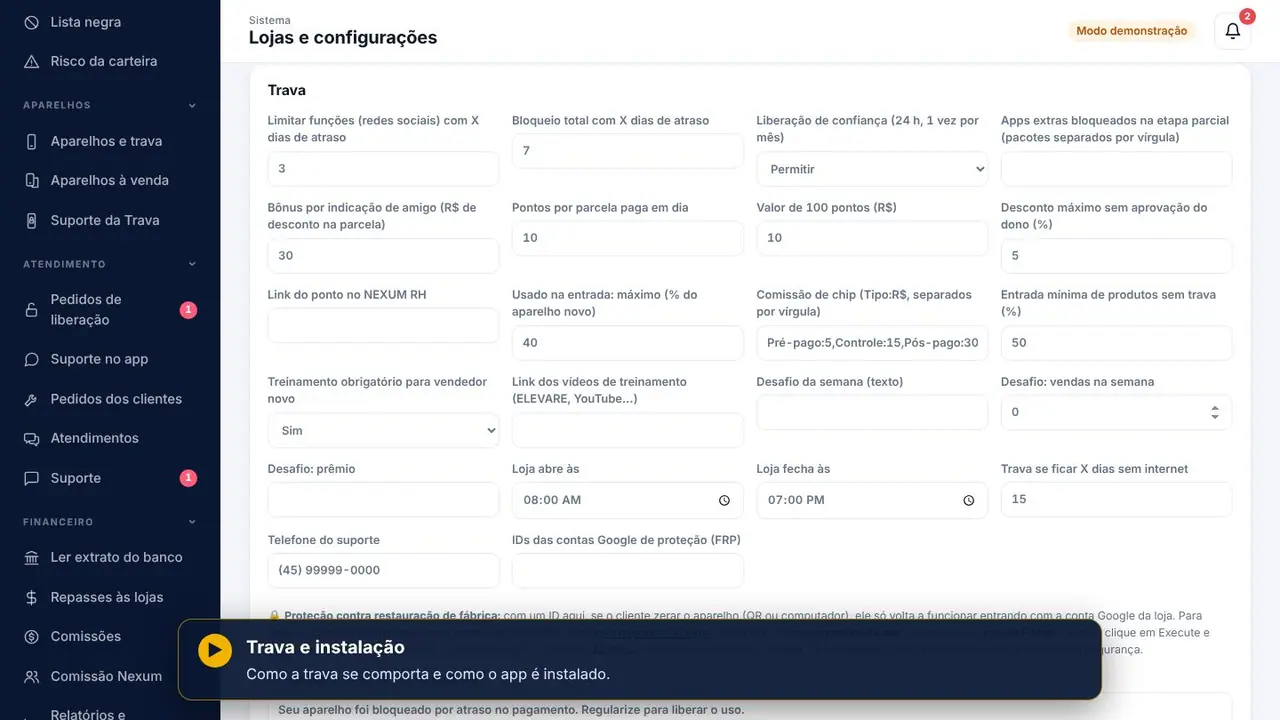 Lista negra
Risco da carteira
APARELHOS
Aparelhos e trava
Aparelhos à venda
Suporte da Trava
ATENDIMENTO
Pedidos de
liberação
1
Suporte no app
Pedidos dos clientes
Atendimentos
Suporte
1
FINANCEIRO
Ler extrato do banco
Repasses às lojas
Comissões
Comissão Nexum
Relatórios e
Sistema
Lojas e configurações
Modo demonstração
2
Trava
Limitar funções (redes sociais) com X
dias de atraso
3
Bloqueio total com X dias de atraso
7
Liberação de confiança (24 h, 1 vez por
mês)
Permitir
Apps extras bloqueados na etapa parcial
(pacotes separados por vírgula)
Bônus por indicação de amigo (R$ de
desconto na parcela)
30
Pontos por parcela paga em dia
10
Valor de 100 pontos (R$)
10
Desconto máximo sem aprovação do
dono (%)
5
Link do ponto no NEXUM RH
Usado na entrada: máximo (% do
aparelho novo)
40
Comissão de chip (Tipo:R$, separados
por vírgula)
Pré-pago:5,Controle:15,Pós-pago:30
Entrada mínima de produtos sem trava
(%)
50
Treinamento obrigatório para vendedor
novo
Sim
Link dos vídeos de treinamento
(ELEVARE, YouTube...)
Desafio da semana (texto)
Desafio: vendas na semana
0
Desafio: prêmio
Loja abre às
08:00 AM
Loja fecha às
07:00 PM
Trava se ficar X dias sem internet
15
Telefone do suporte
(45) 99999-0000
IDs das contas Google de proteção (FRP)
Proteção contra restauração de fábrica: com um ID aqui, se o cliente zerar o aparelho (QR ou computador), ele só volta a funcionar entrando com a conta Google da loja. Para
clique em Execute e
Trava e instalação
Como a trava se comporta e como o app é instalado.
Seu aparelho foi bloqueado por atraso no pagamento. Regularize para liberar o uso.